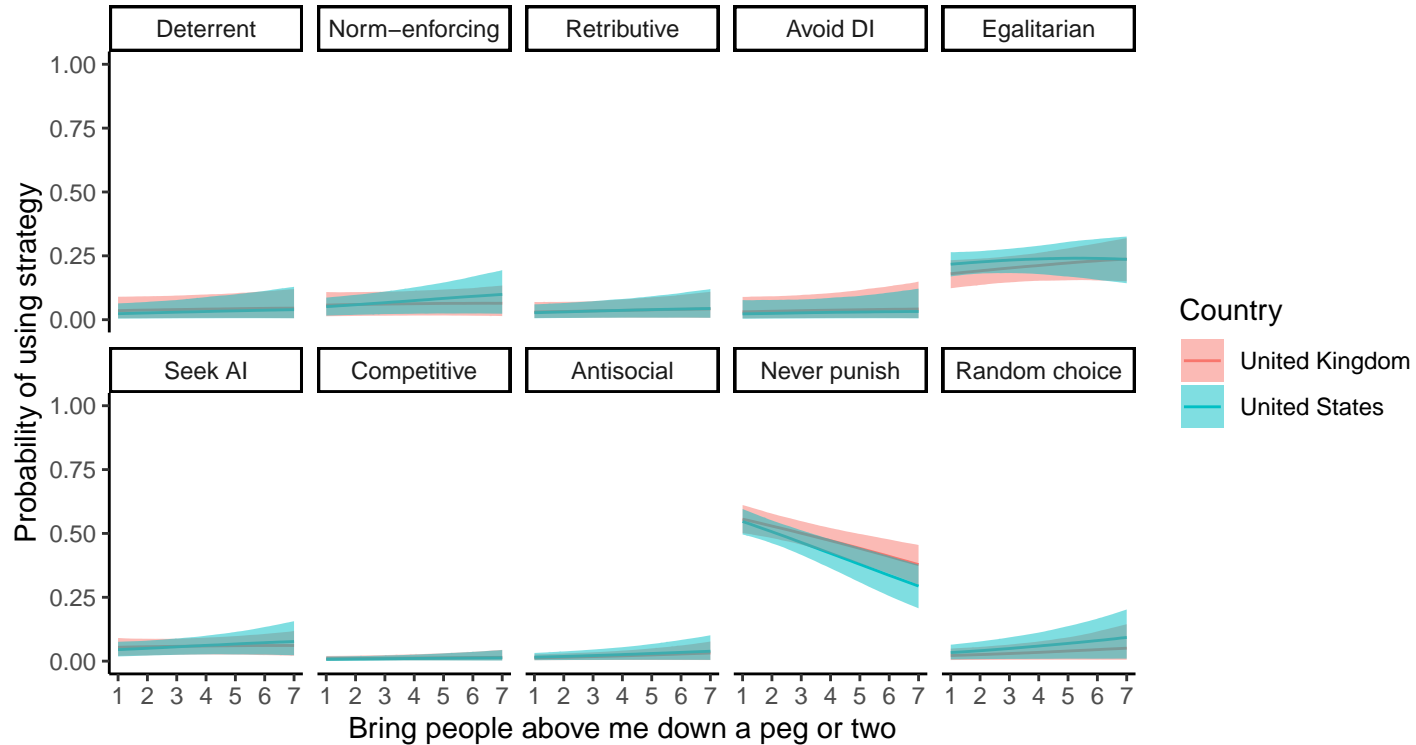 Deterrent
Norm−enforcing
Retributive
Avoid DI
Egalitarian
1.00
0.75
0.50
0.25
0.00
Seek AI
Competitive
Antisocial
Never punish
Random choice
1.00
0.75
0.50
0.25
0.00
1 2 3 4 5 6 7
1 2 3 4 5 6 7
1 2 3 4 5 6 7
1 2 3 4 5 6 7
1 2 3 4 5 6 7
Bring people above me down a peg or two
Probability of using strategy
Country
United Kingdom
United States